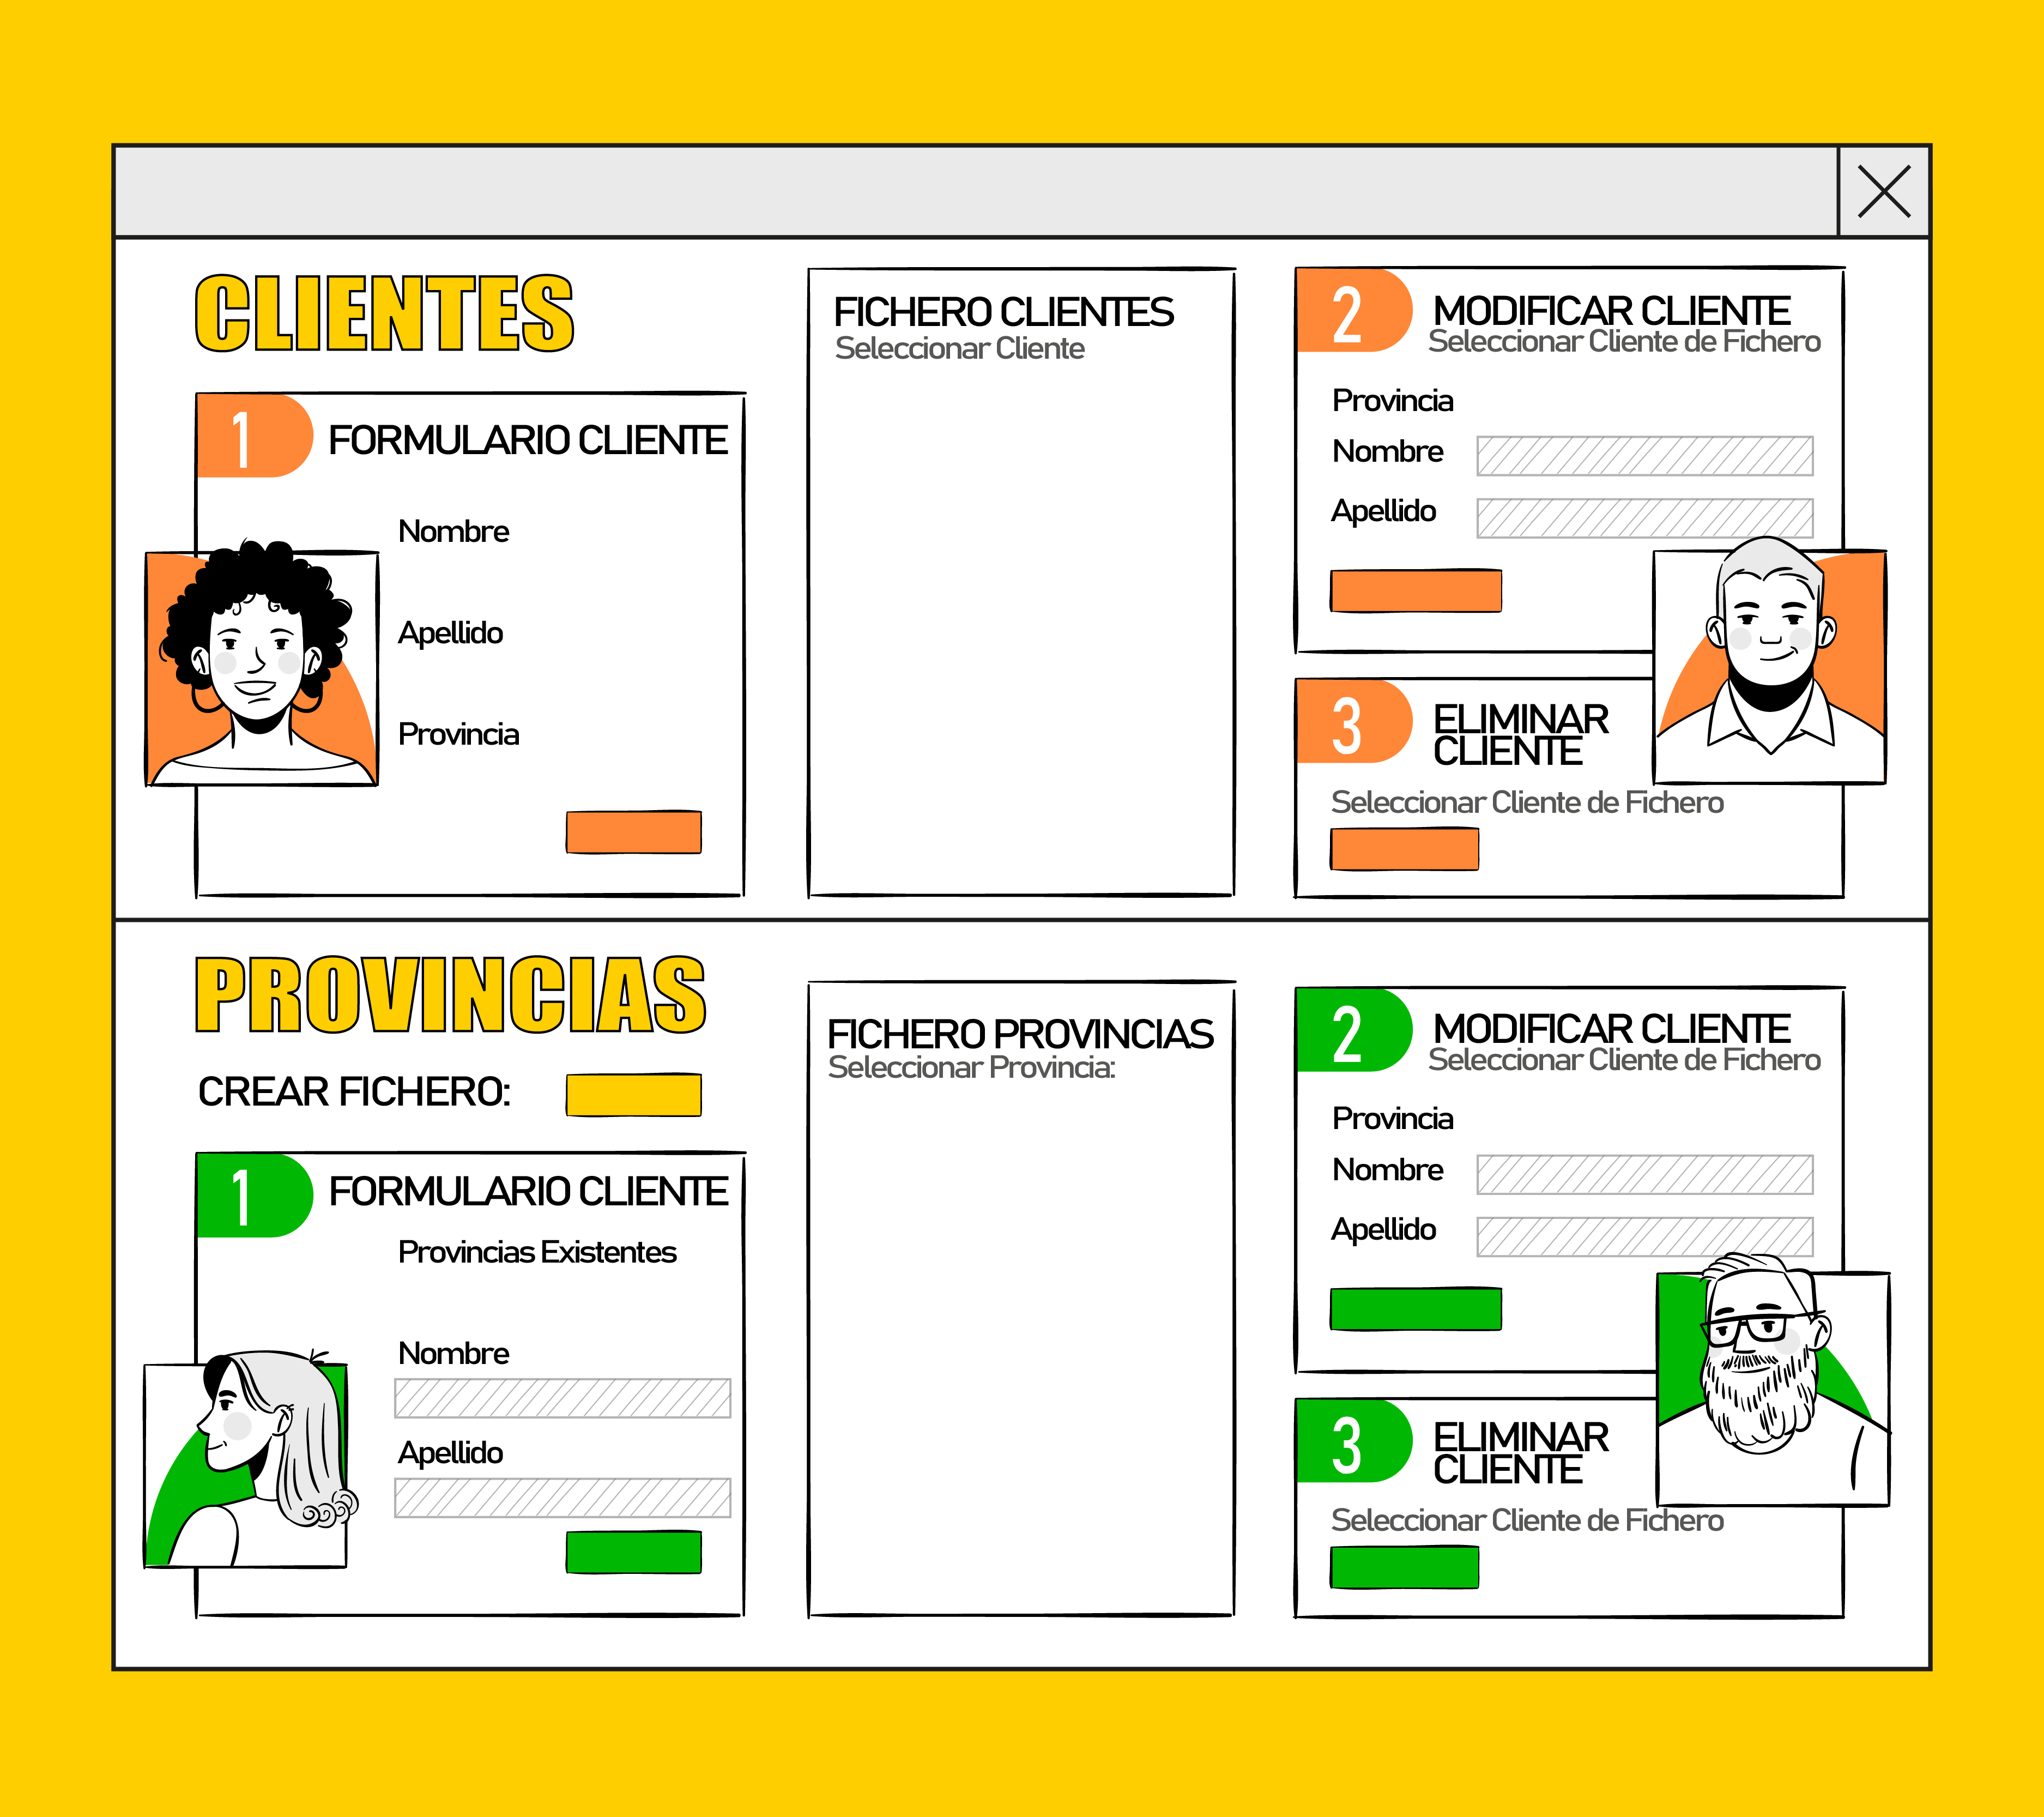 CLIENTES
1
FORMULARIO CLIENTE
Nombre
Apellido
Provincia
FICHERO CLIENTES
Seleccionar Cliente
2
MODIFICAR CLIENTE
Seleccionar Cliente de Fichero
Provincia
Nombre
Apellido
3
ELIMINAR
CLIENTE
Seleccionar Cliente de Fichero
PROVINCIAS
CREAR FICHERO:
1
FORMULARIO CLIENTE
Provincias Existentes
Nombre
Apellido
FICHERO PROVINCIAS
Seleccionar Provincia:
2
MODIFICAR CLIENTE
Seleccionar Cliente de Fichero
Provincia
Nombre
Apellido
3
ELIMINAR
CLIENTE
Seleccionar Cliente de Fichero